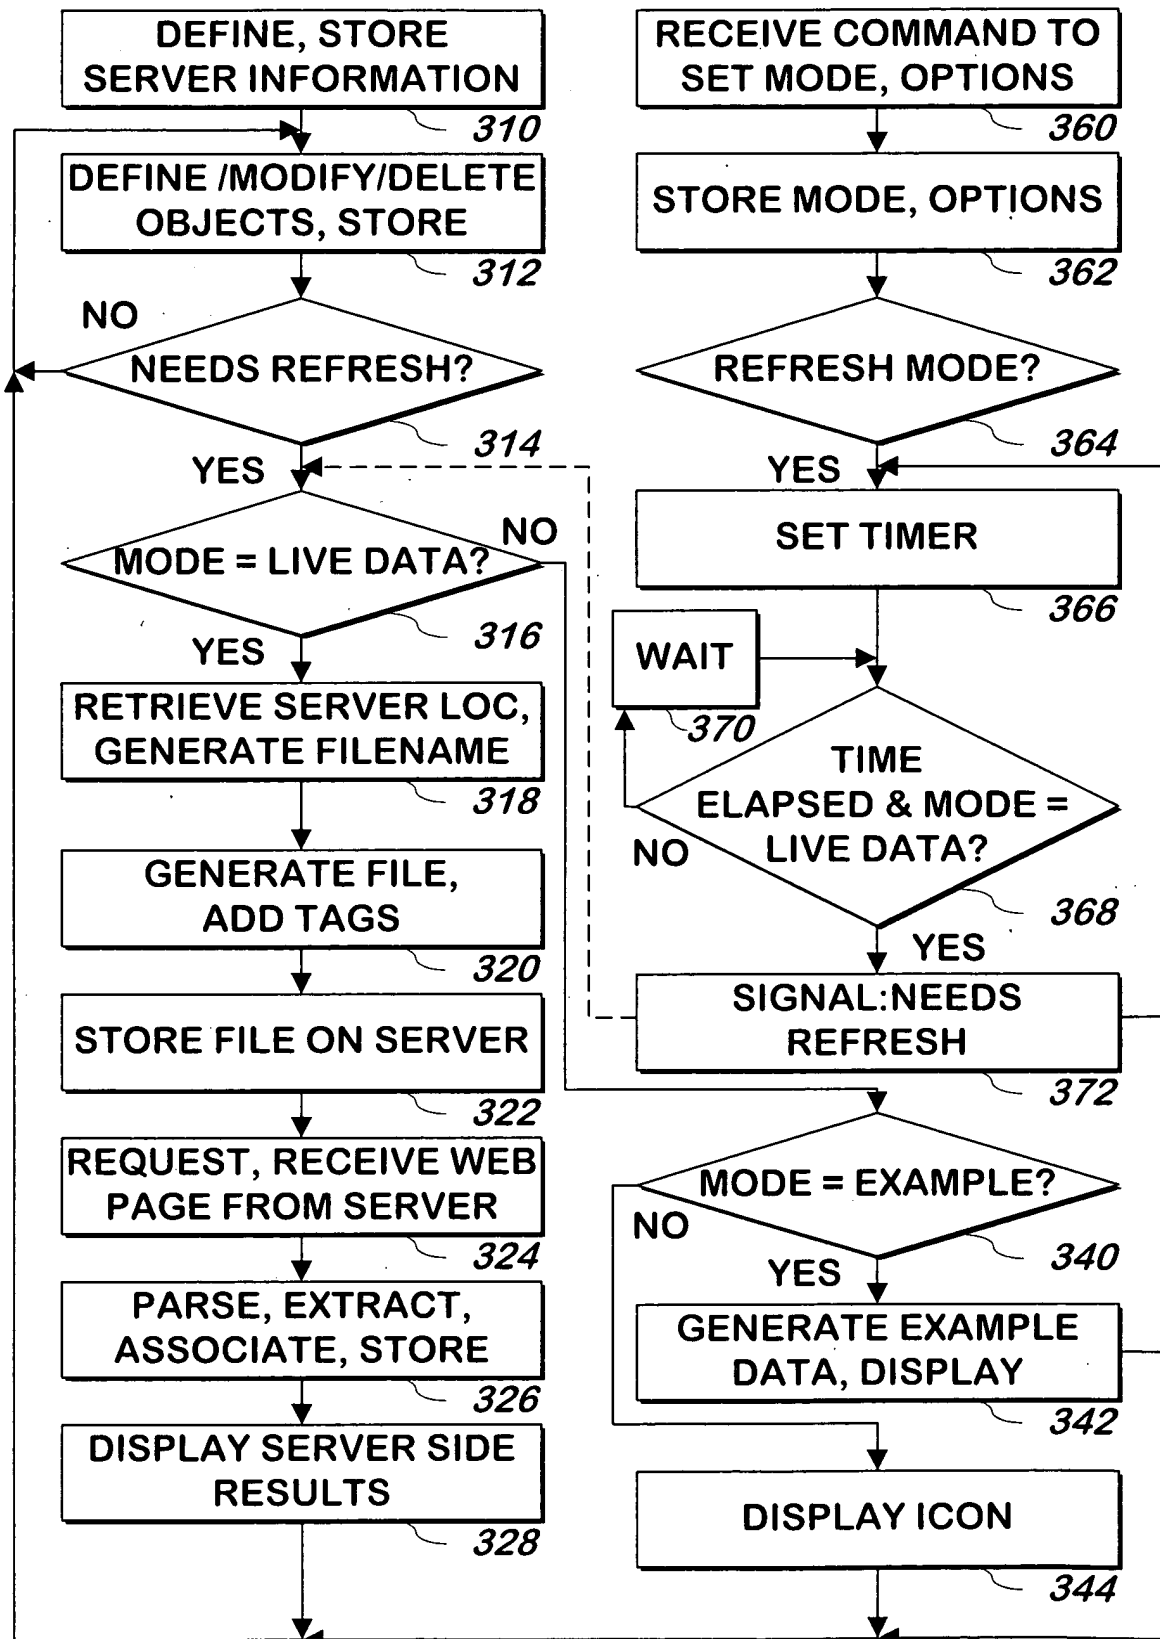 DEFINE, STORE
SERVER INFORMATION
310
DEFINE /MODIFY/DELETE
OBJECTS, STORE
312
NO
NEEDS REFRESH?
314
YES
NO
MODE = LIVE DATA?
316
YES
RETRIEVE SERVER LOC,
GENERATE FILENAME
318
GENERATE FILE,
ADD TAGS
320
STORE FILE ON SERVER
322
REQUEST, RECEIVE WEB
PAGE FROM SERVER
324
PARSE, EXTRACT,
ASSOCIATE, STORE
326
DISPLAY SERVER SIDE
RESULTS
328
RECEIVE COMMAND TO
SET MODE, OPTIONS
360
STORE MODE, OPTIONS
362
REFRESH MODE?
364
YES
SET TIMER
366
WAIT
370
TIME
ELAPSED & MODE =
LIVE DATA?
NO
368
YES
SIGNAL:NEEDS
REFRESH
372
MODE = EXAMPLE?
NO
340
YES
GENERATE EXAMPLE
DATA, DISPLAY
342
DISPLAY ICON
344